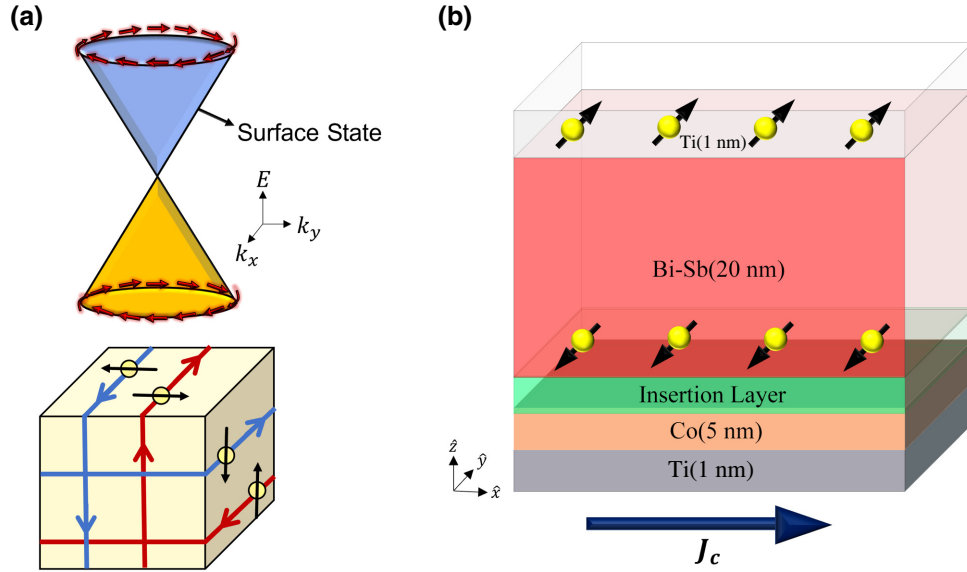 (a)
Surface State
E
k_y
k_x
(b)
Ti(1 nm)
Bi-Sb(20 nm)
Insertion Layer
Co(5 nm)
Ti(1 nm)
ẑ
ŷ
x̂
J_c